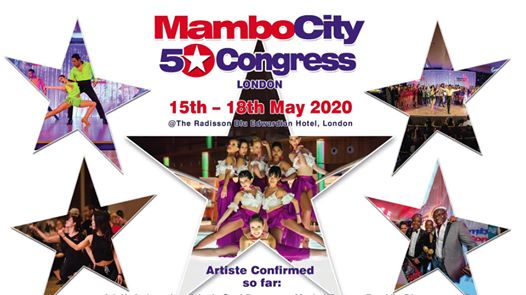 MamboCity
5★Congress
LONDON
15th – 18th May 2020
@The Radisson Blu Edwardian Hotel, London
Artiste Confirmed
so far: